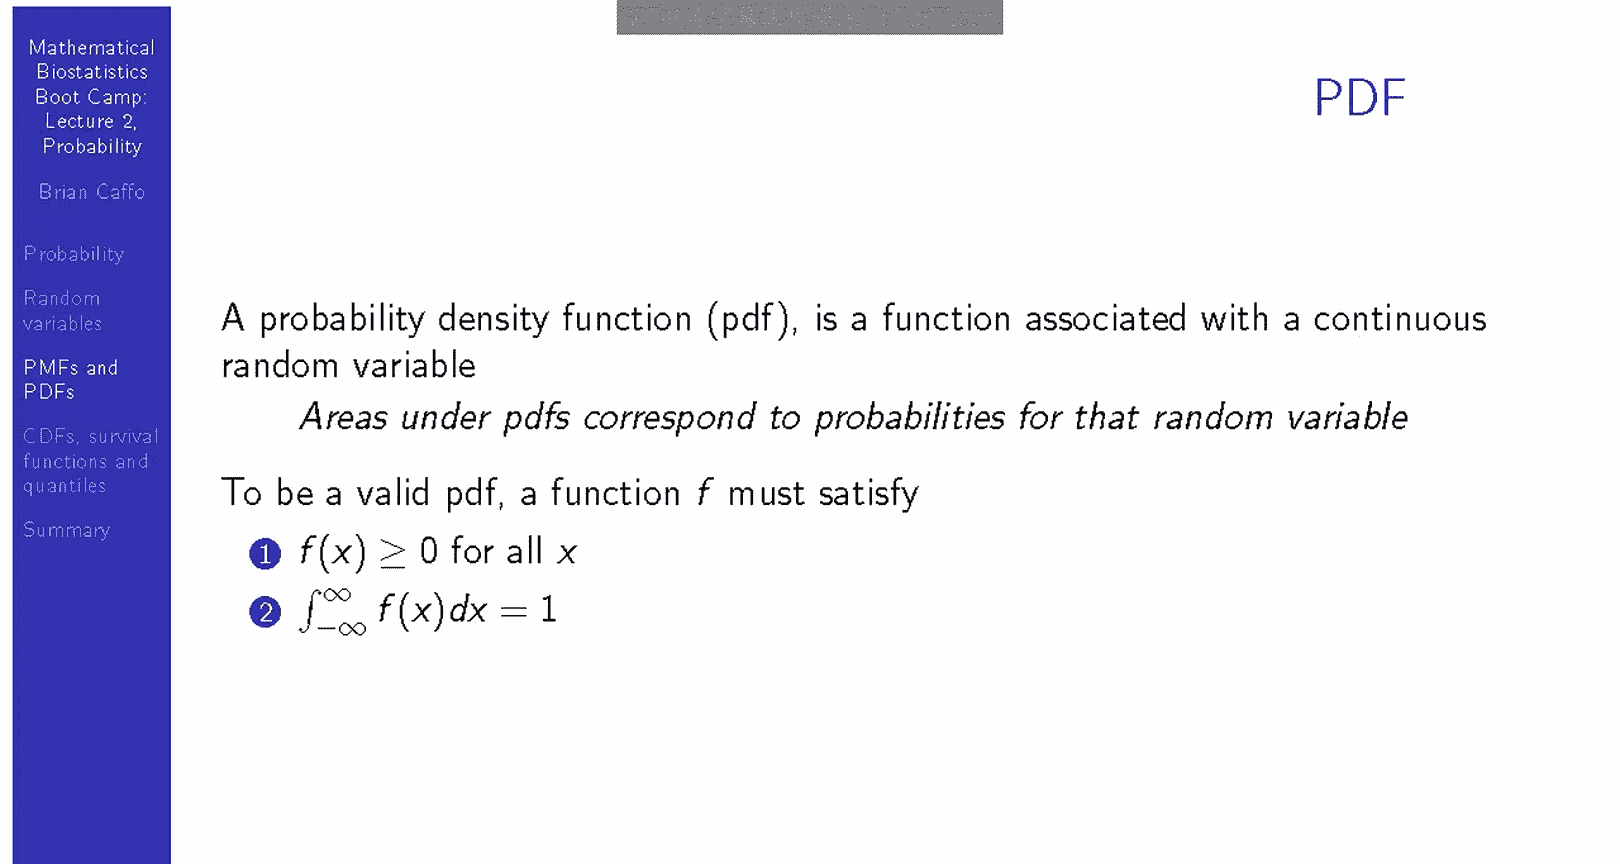 Mathematical
Biostatistics
Boot Camp:
Lecture 2,
Probability
Brian Caffo
Probability
Random
variables
PMFs and
PDFs
CDFs, survival
functions and
quantiles
Summary
PDF
A probability density function (pdf), is a function associated with a continuous
random variable
Areas under pdfs correspond to probabilities for that random variable
To be a valid pdf, a function f must satisfy
1 f(x) ≥ 0 for all x
2 ∫_{-∞}^{∞} f(x)dx = 1